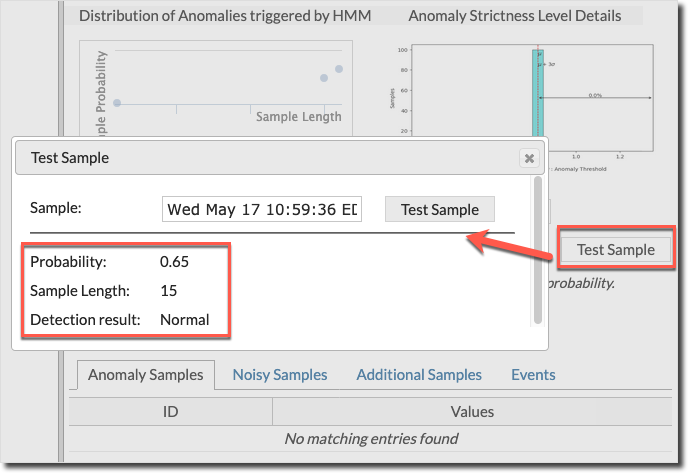 Distribution of Anomalies triggered by HMM
Anomaly Strictness Level Details
Sample Probability
Sample Length
Samples
100
80
60
40
20
μ
μ + 3σ
0.0%
1.0
1.2
: Anomaly Threshold
Test Sample
Sample:
Wed May 17 10:59:36 ED
Test Sample
Probability:
0.65
Sample Length:
15
Detection result:
Normal
Test Sample
probability.
Anomaly Samples
Noisy Samples
Additional Samples
Events
ID
Values
No matching entries found